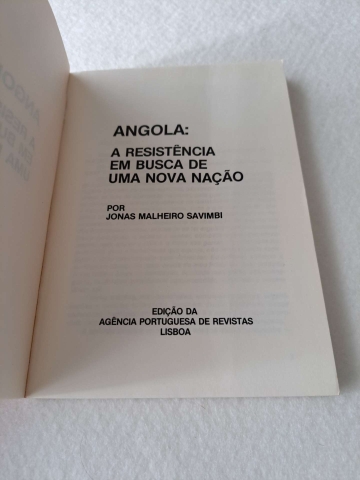 ANGOLA:
A RESISTÊNCIA
EM BUSCA DE
UMA NOVA NAÇÃO
POR
JONAS MALHEIRO SAVIMBI
EDIÇÃO DA
AGÊNCIA PORTUGUESA DE REVISTAS
LISBOA